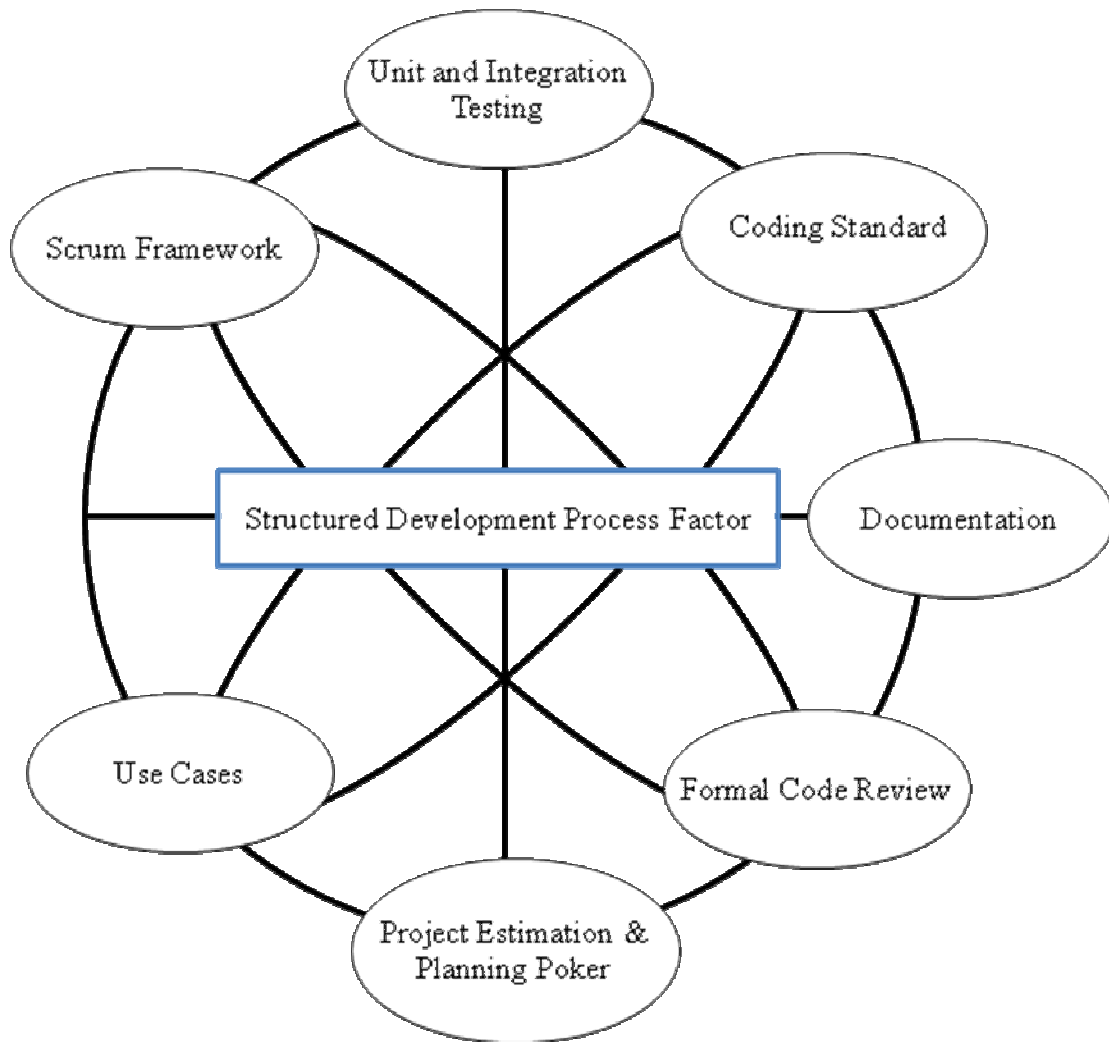 Unit and Integration
Testing
Coding Standard
Scrum Framework
Structured Development Process Factor
Documentation
Use Cases
Formal Code Review
Project Estimation &
Planning Poker